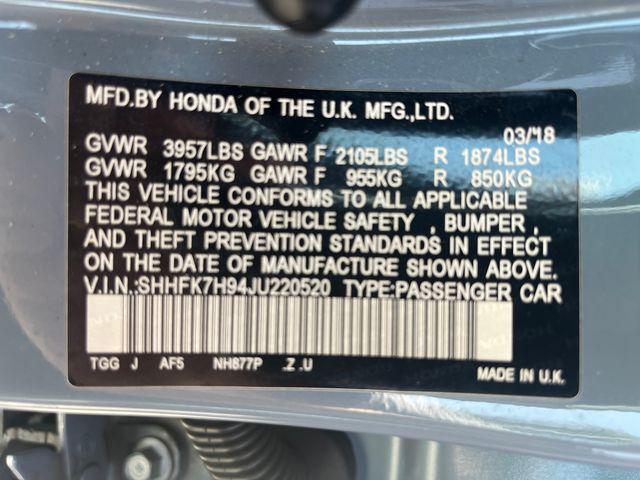 MFD.BY HONDA OF THE U.K. MFG.,LTD.
03/18
GVWR 3957LBS GAWR F 2105LBS R 1874LBS
GVWR 1795KG GAWR F 955KG R 850KG
THIS VEHICLE CONFORMS TO ALL APPLICABLE
FEDERAL MOTOR VEHICLE SAFETY , BUMPER ,
AND THEFT PREVENTION STANDARDS IN EFFECT
ON THE DATE OF MANUFACTURE SHOWN ABOVE.
V.I.N.:SHHFK7H94JU220520 TYPE:PASSENGER CAR
TGG J AF5 NH877P .Z .U
MADE IN U.K.